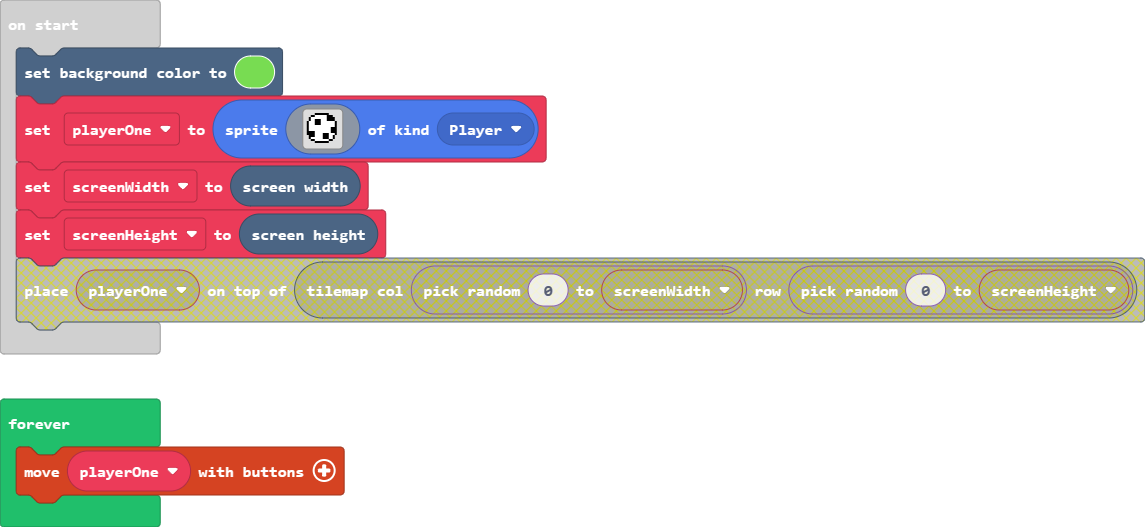 on start
set background color to
set playerOne to sprite of kind Player
set screenWidth to screen width
set screenHeight to screen height
place playerOne on top of tilemap col pick random 0 to screenWidth row pick random 0 to screenHeight
forever
move playerOne with buttons